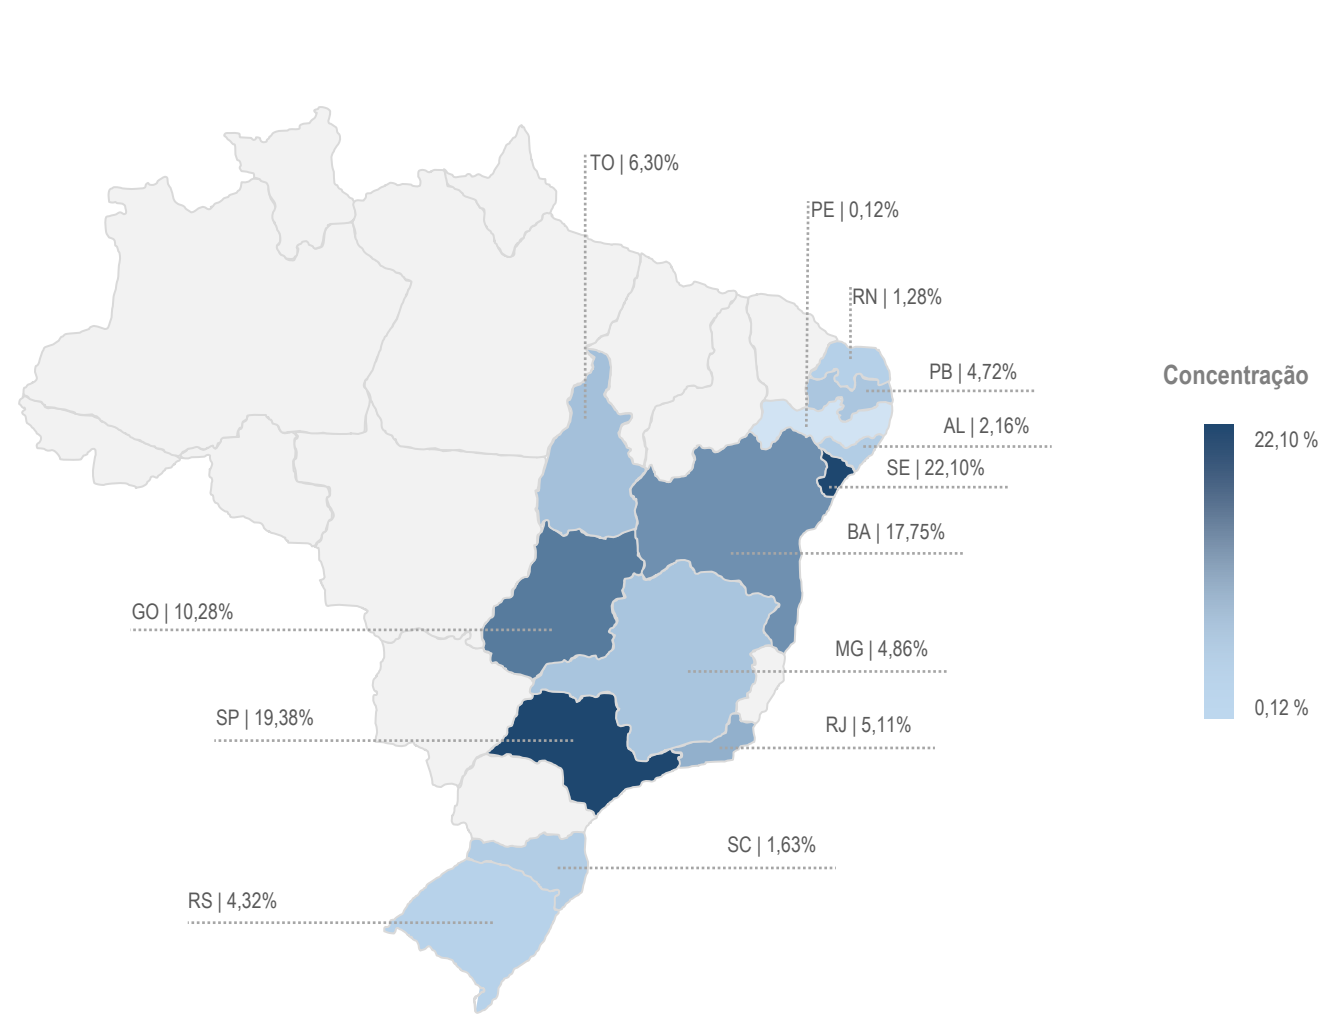 TO | 6,30%
PE | 0,12%
RN | 1,28%
PB | 4,72%
AL | 2,16%
SE | 22,10%
BA | 17,75%
GO | 10,28%
MG | 4,86%
SP | 19,38%
RJ | 5,11%
SC | 1,63%
RS | 4,32%
Concentração
22,10 %
0,12 %